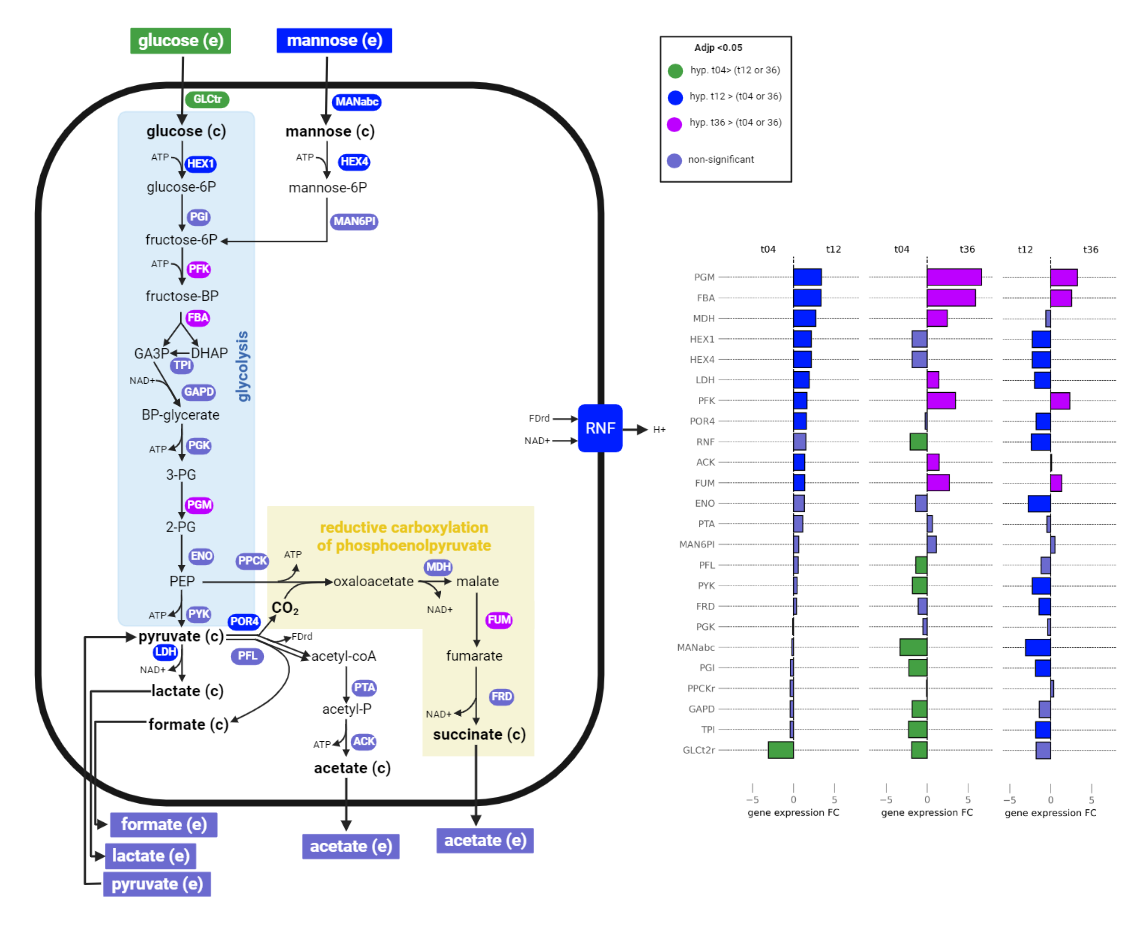 glucose (e)
mannose (e)
GLCtr
MANabc
glucose (c)
mannose (c)
ATP
HEX1
ATP
HEX4
glucose-6P
mannose-6P
PGI
MAN6PI
fructose-6P
ATP
PFK
fructose-BP
FBA
GA3P
DHAP
TPI
NAD+
GAPD
BP-glycerate
ATP
PGK
3-PG
PGM
2-PG
ENO
PEP
ATP
PYK
glycolysis
reductive carboxylation
of phosphoenolpyruvate
PPCK
ATP
oxaloacetate
MDH
malate
NAD+
CO2
FUM
POR4
pyruvate (c)
FDrd
PFL
acetyl-coA
fumarate
LDH
NAD+
lactate (c)
PTA
FRD
acetyl-P
NAD+
formate (c)
succinate (c)
ATP
ACK
acetate (c)
formate (e)
lactate (e)
pyruvate (e)
acetate (e)
acetate (e)
FDrd
NAD+
RNF
H+
Adjp <0.05
hyp. t04> (t12 or 36)
hyp. t12 > (t04 or 36)
hyp. t36 > (t04 or 36)
non-significant
t04 t12 t04 t36 t12 t36
PGM
FBA
MDH
HEX1
HEX4
LDH
PFK
POR4
RNF
ACK
FUM
ENO
PTA
MAN6PI
PFL
PYK
FRD
PGK
MANabc
PGI
PPCKr
GAPD
TPI
GLCt2r
−5 0 5 −5 0 5 −5 0 5
gene expression FC gene expression FC gene expression FC